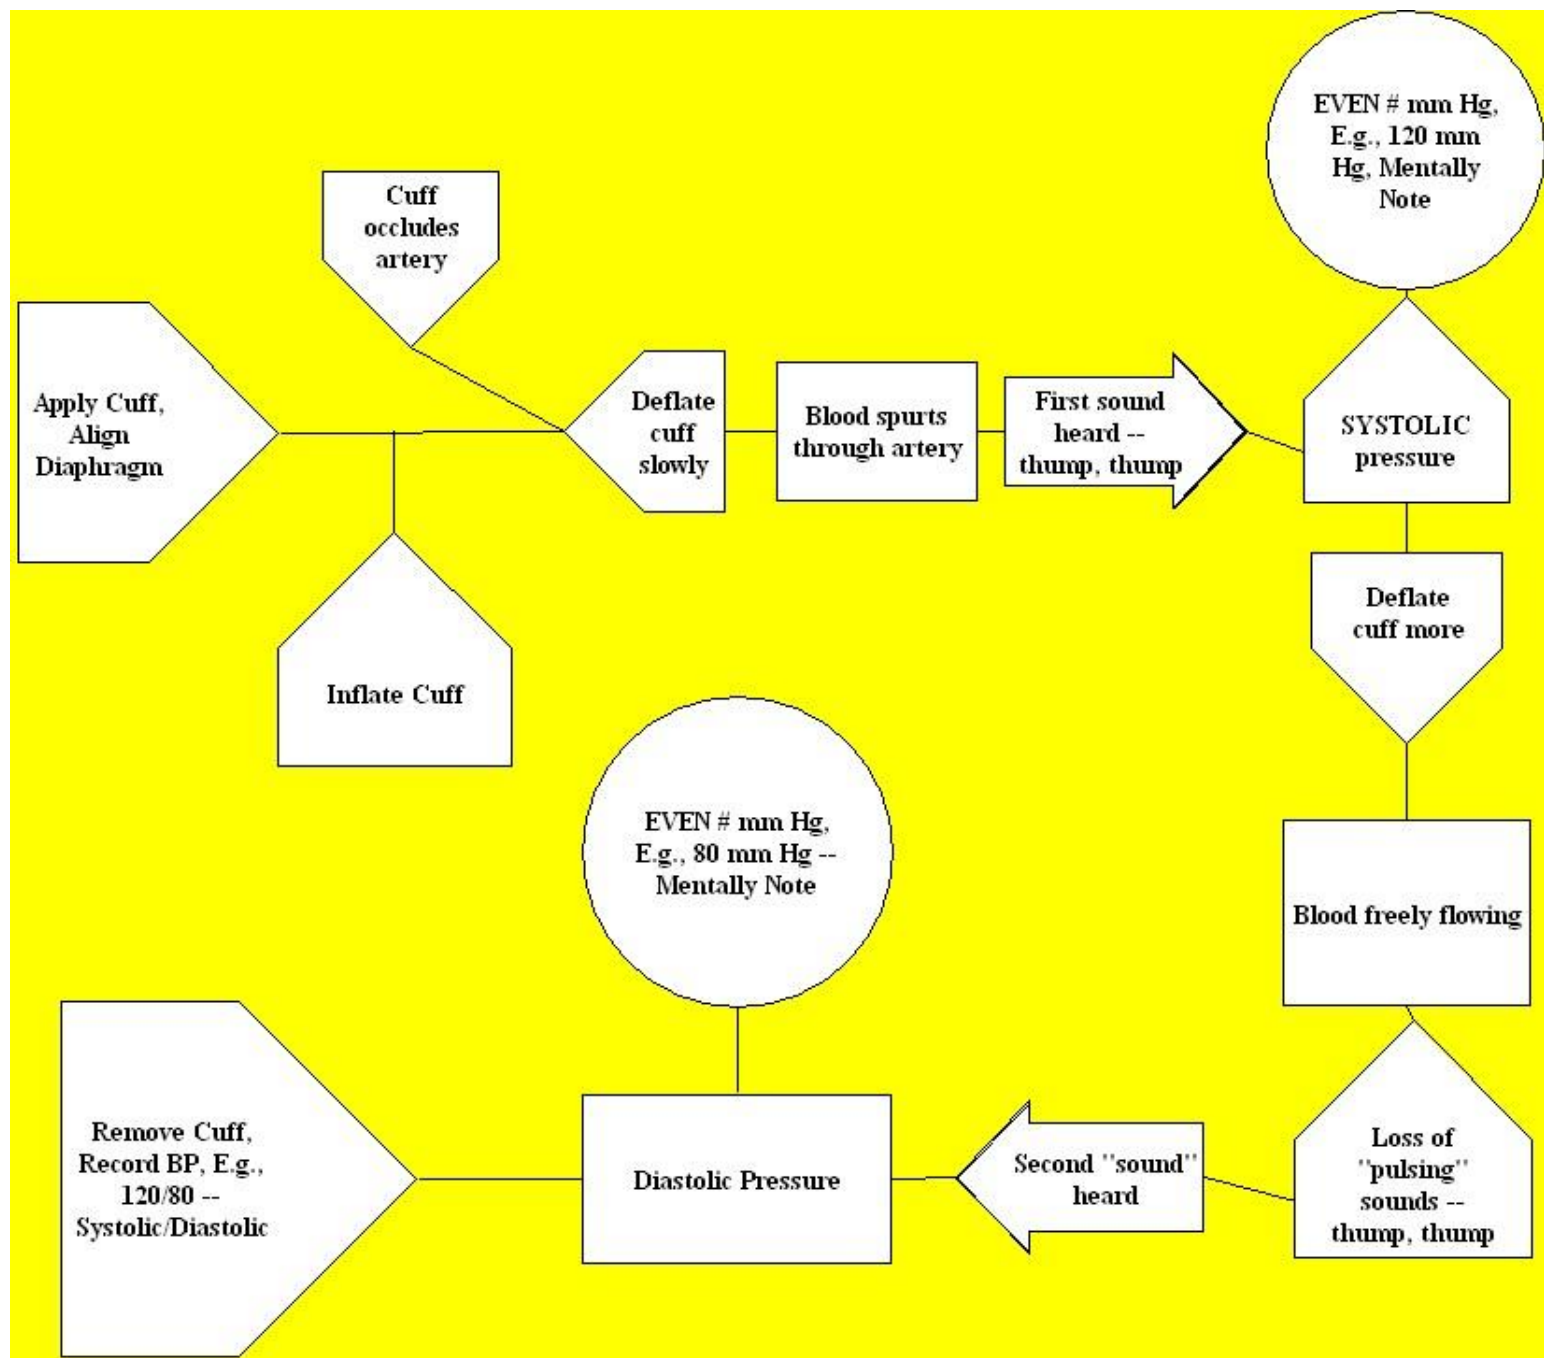 EVEN # mm Hg,
E.g., 120 mm
Hg, Mentally
Note
Cuff
occludes
artery
Apply Cuff,
Align
Diaphragm
Inflate Cuff
Deflate
cuff
slowly
Blood spurts
through artery
First sound
heard --
thump, thump
SYSTOLIC
pressure
Deflate
cuff more
Blood freely flowing
Loss of
"pulsing"
sounds --
thump, thump
Second "sound"
heard
Diastolic Pressure
EVEN # mm Hg,
E.g., 80 mm Hg --
Mentally Note
Remove Cuff,
Record BP, E.g.,
120/80 --
Systolic/Diastolic